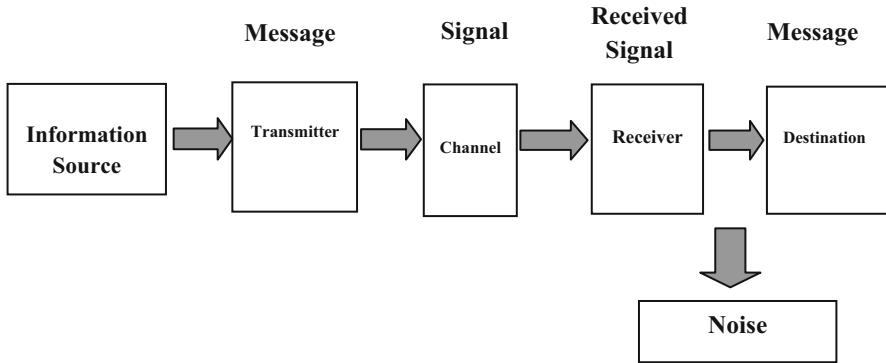 Message
Signal
Received
Signal
Message
Information
Source
Transmitter
Channel
Receiver
Destination
Noise